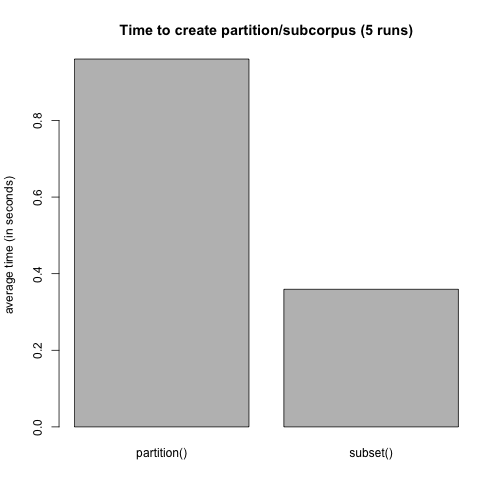 Time to create partition/subcorpus (5 runs)
average time (in seconds)
0.8
0.6
0.4
0.2
0.0
partition()
subset()